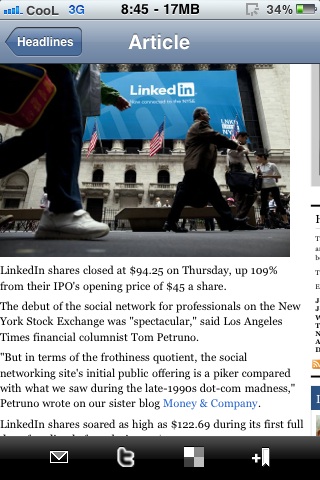 CooL 3G 8:45 - 17MB 34%
Headlines
Article
Linked in
Now connected to the NYSE.
LinkedIn shares closed at $94.25 on Thursday, up 109%
from their IPO's opening price of $45 a share.
The debut of the social network for professionals on the New
York Stock Exchange was "spectacular," said Los Angeles
Times financial columnist Tom Petruno.
"But in terms of the frothiness quotient, the social
networking site's initial public offering is a piker compared
with what we saw during the late-1990s dot-com madness,"
Petruno wrote on our sister blog Money & Company.
LinkedIn shares soared as high as $122.69 during its first full